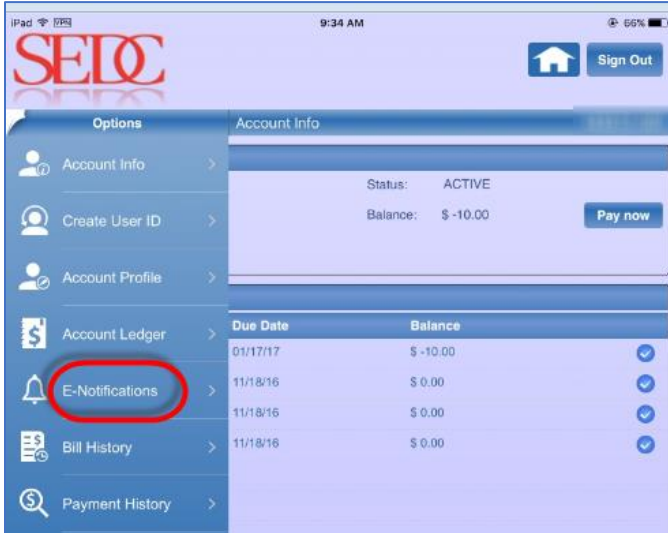 iPad VPN 9:34 AM 66%
SEDC
Sign Out
Options Account Info
Account Info
Status: ACTIVE
Create User ID
Balance: $ -10.00 Pay now
Account Profile
Account Ledger
Due Date Balance
01/17/17 $ -10.00
E-Notifications
11/18/16 $ 0.00
11/18/16 $ 0.00
Bill History
11/18/16 $ 0.00
Payment History